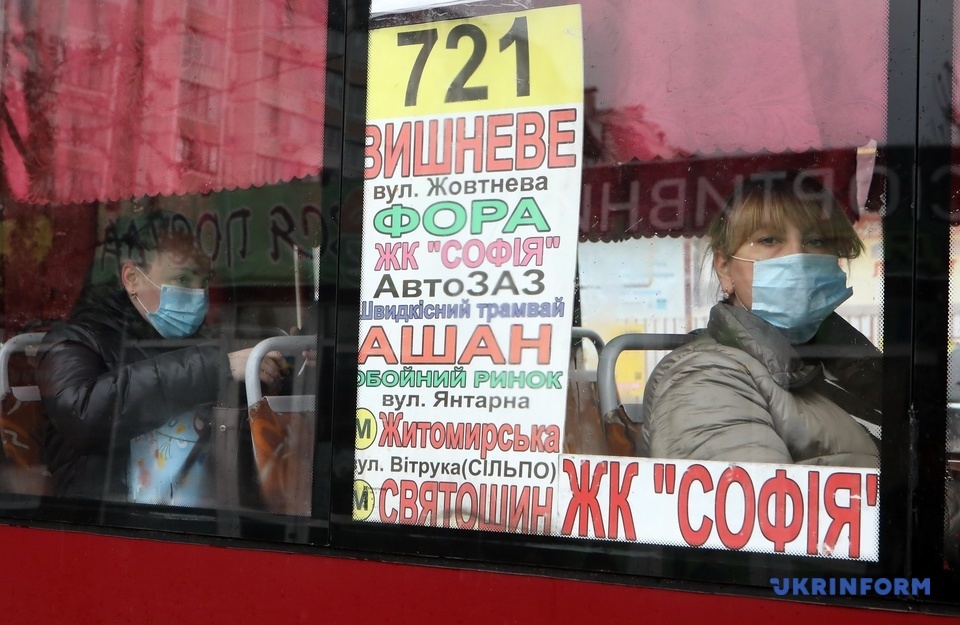 721
ВИШНЕВЕ
вул. Жовтнева
ФОРА
ЖК "СОФІЯ"
АвтоЗАЗ
Швидкісний трамвай
АШАН
ОБОЙНИЙ РИНОК
вул. Янтарна
М Житомирська
вул. Вітрука(СІЛЬПО)
М СВЯТОШИН
ЖК "СОФІЯ"
UKRINFORM